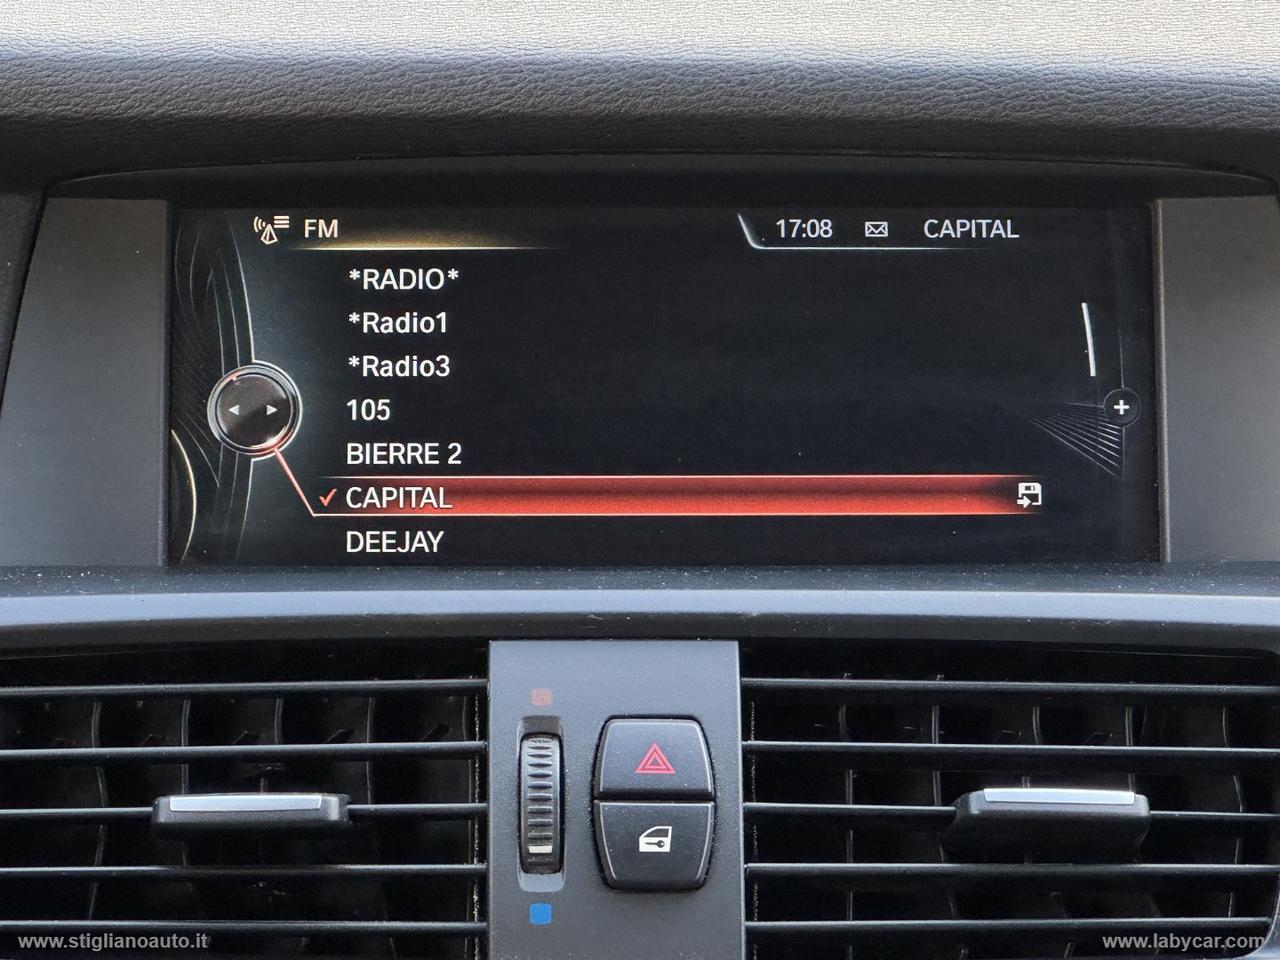 FM
17:08 CAPITAL
*RADIO*
*Radio1
*Radio3
105
BIERRE 2
CAPITAL
DEEJAY
www.stiglianoauto.it
www.labycar.com